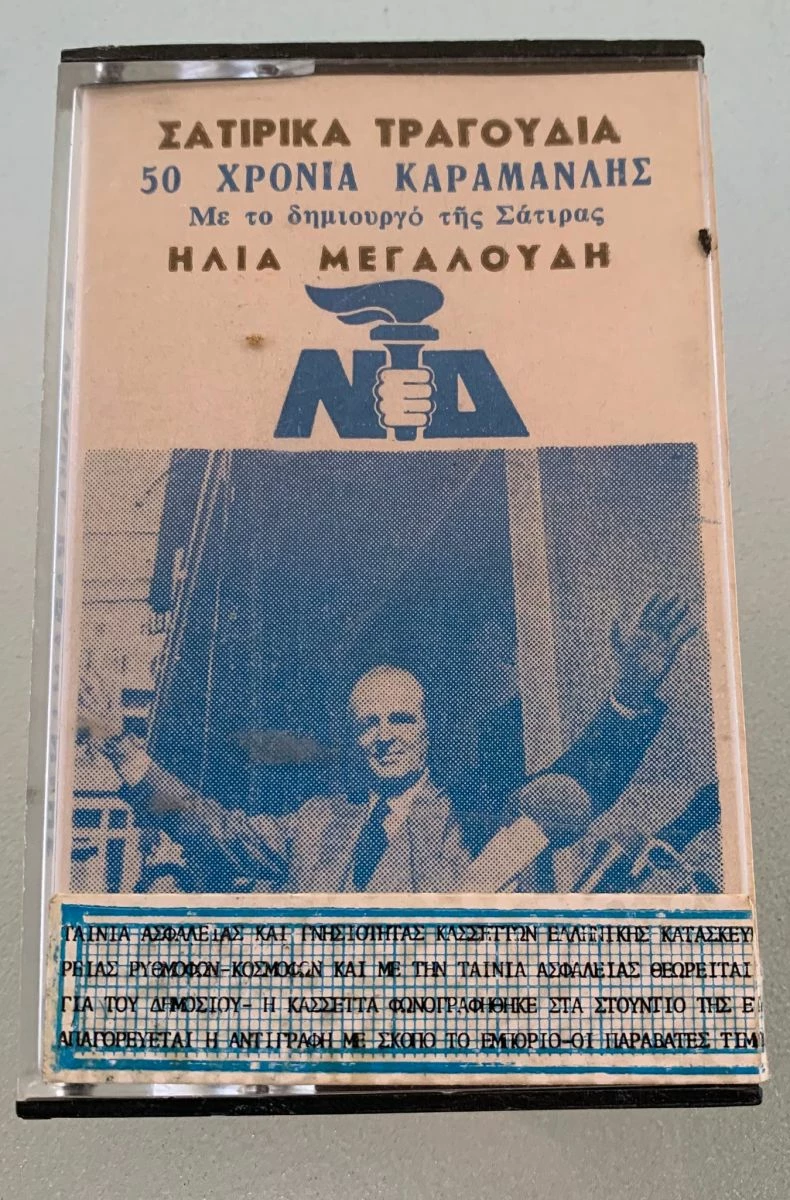 ΣΑΤΙΡΙΚΑ ΤΡΑΓΟΥΔΙΑ
50 ΧΡΟΝΙΑ ΚΑΡΑΜΑΝΛΗΣ
Με το δημιουργό τῆς Σάτιρας
ΗΛΙΑ ΜΕΓΑΛΟΥΔΗ
ΝΔ
ΤΑΙΝΙΑ ΑΣΦΑΛΕΙΑΣ ΚΑΙ ΓΝΗΣΙΟΤΗΤΑΣ ΚΑΣΣΕΤΤΩΝ ΕΛΛΗΝΙΚΗΣ ΚΑΤΑΣΚΕΥ
ΡΕΙΑΣ ΡΥΘΜΟΦΩΝ-ΚΟΣΜΟΦΩΝ ΚΑΙ ΜΕ ΤΗΝ ΤΑΙΝΙΑ ΑΣΦΑΛΕΙΑΣ ΘΕΩΡΕΙΤΑΙ
ΓΙΑ ΤΟΥ ΔΗΜΟΣΙΟΥ- Η ΚΑΣΣΕΤΤΑ ΦΩΝΟΓΡΑΦΗΘΗΚΕ ΣΤΑ ΣΤΟΥΝΤΙΟ ΤΗΣ Ε
ΑΠΑΓΟΡΕΥΕΤΑΙ Η ΑΝΤΙΓΡΑΦΗ ΜΕ ΣΚΟΠΟ ΤΟ ΕΜΠΟΡΙΟ-ΟΙ ΠΑΡΑΒΑΤΕΣ ΤΙΜ